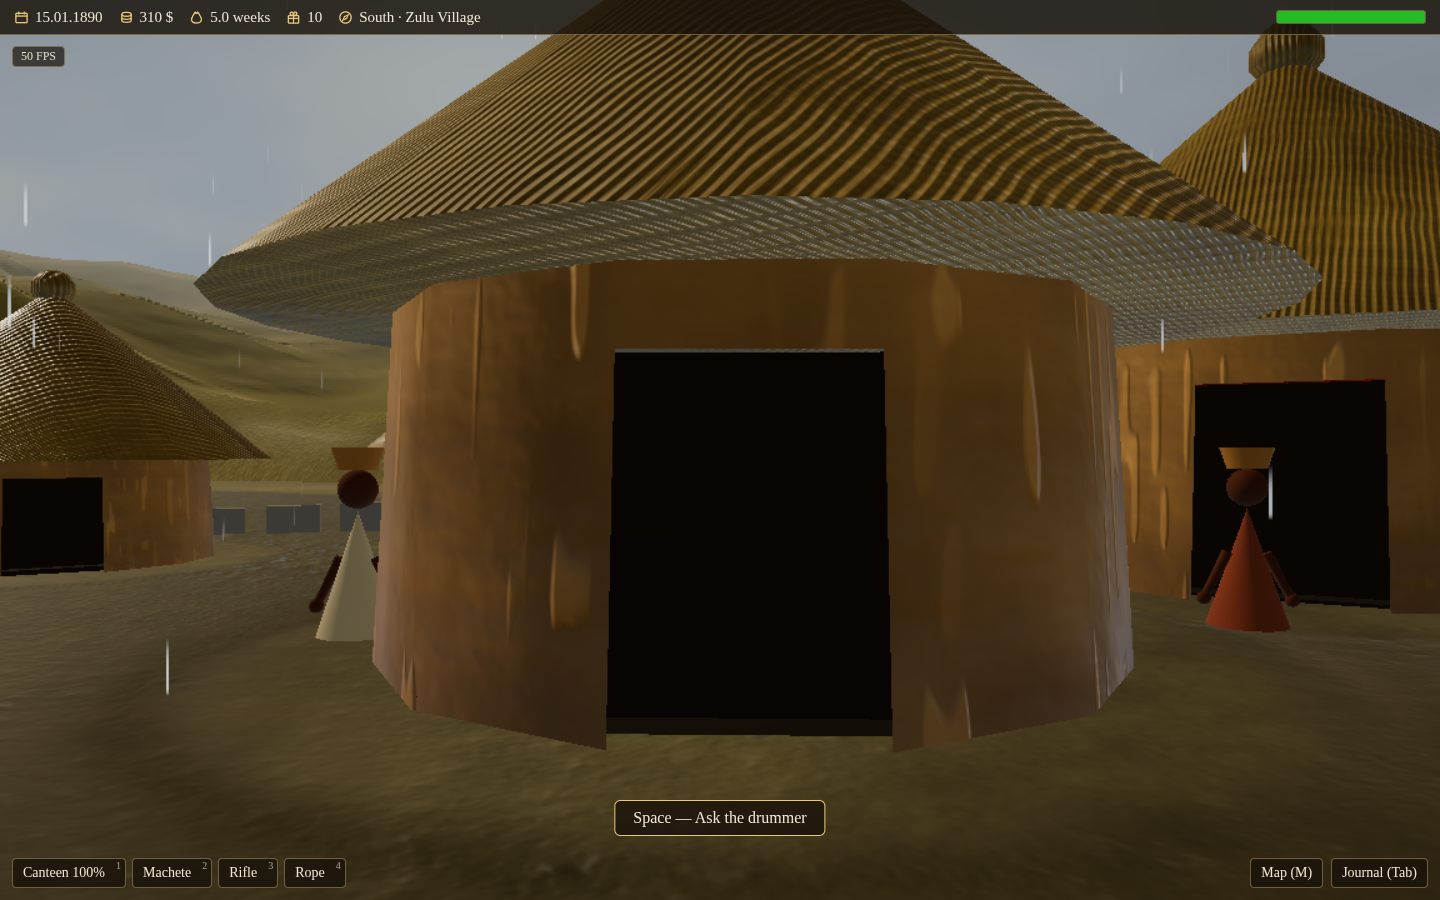 15.01.1890 310 $ 5.0 weeks 10 South · Zulu Village
50 FPS
Space — Ask the drummer
Canteen 100% 1 Machete 2 Rifle 3 Rope 4 Map (M) Journal (Tab)